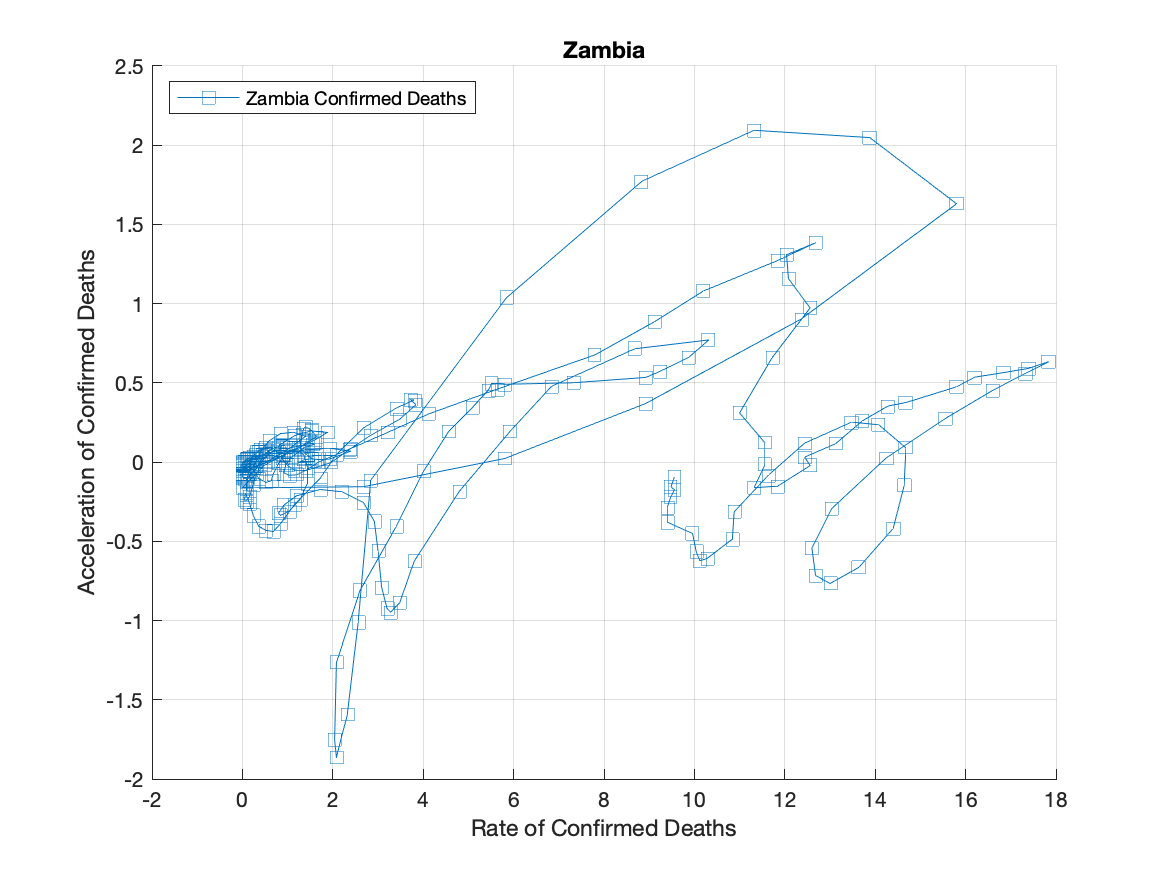 Zambia
Zambia Confirmed Deaths
2.5
2
1.5
1
0.5
0
-0.5
-1
-1.5
-2
Acceleration of Confirmed Deaths
-2 0 2 4 6 8 10 12 14 16 18
Rate of Confirmed Deaths